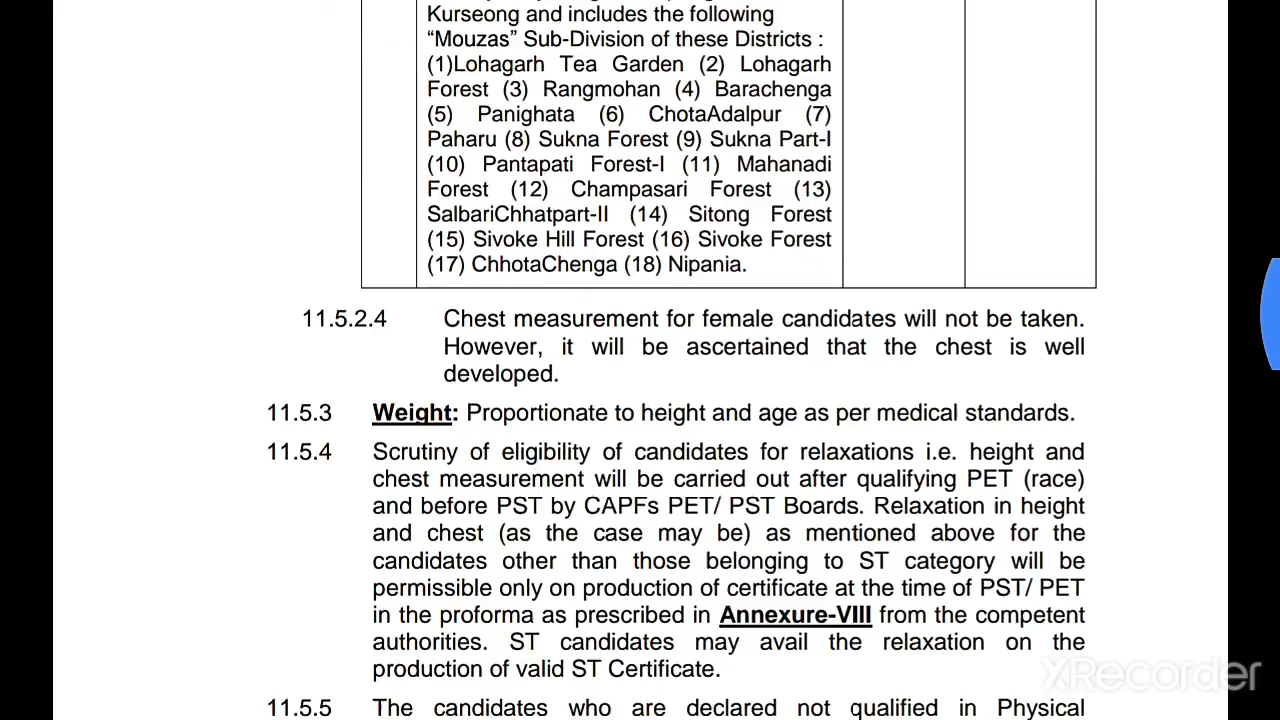 Kurseong and includes the following
“Mouzas” Sub-Division of these Districts :
(1)Lohagarh Tea Garden (2) Lohagarh
Forest (3) Rangmohan (4) Barachenga
(5) Panighata (6) ChotaAdalpur (7)
Paharu (8) Sukna Forest (9) Sukna Part-I
(10) Pantapati Forest-I (11) Mahanadi
Forest (12) Champasari Forest (13)
SalbariChhatpart-II (14) Sitong Forest
(15) Sivoke Hill Forest (16) Sivoke Forest
(17) ChhotaChenga (18) Nipania.
11.5.2.4 Chest measurement for female candidates will not be taken.
However, it will be ascertained that the chest is well
developed.
11.5.3 Weight: Proportionate to height and age as per medical standards.
11.5.4 Scrutiny of eligibility of candidates for relaxations i.e. height and
chest measurement will be carried out after qualifying PET (race)
and before PST by CAPFs PET/ PST Boards. Relaxation in height
and chest (as the case may be) as mentioned above for the
candidates other than those belonging to ST category will be
permissible only on production of certificate at the time of PST/ PET
in the proforma as prescribed in Annexure-VIII from the competent
authorities. ST candidates may avail the relaxation on the
production of valid ST Certificate.
XRecorder
11.5.5 The candidates who are declared not qualified in Physical